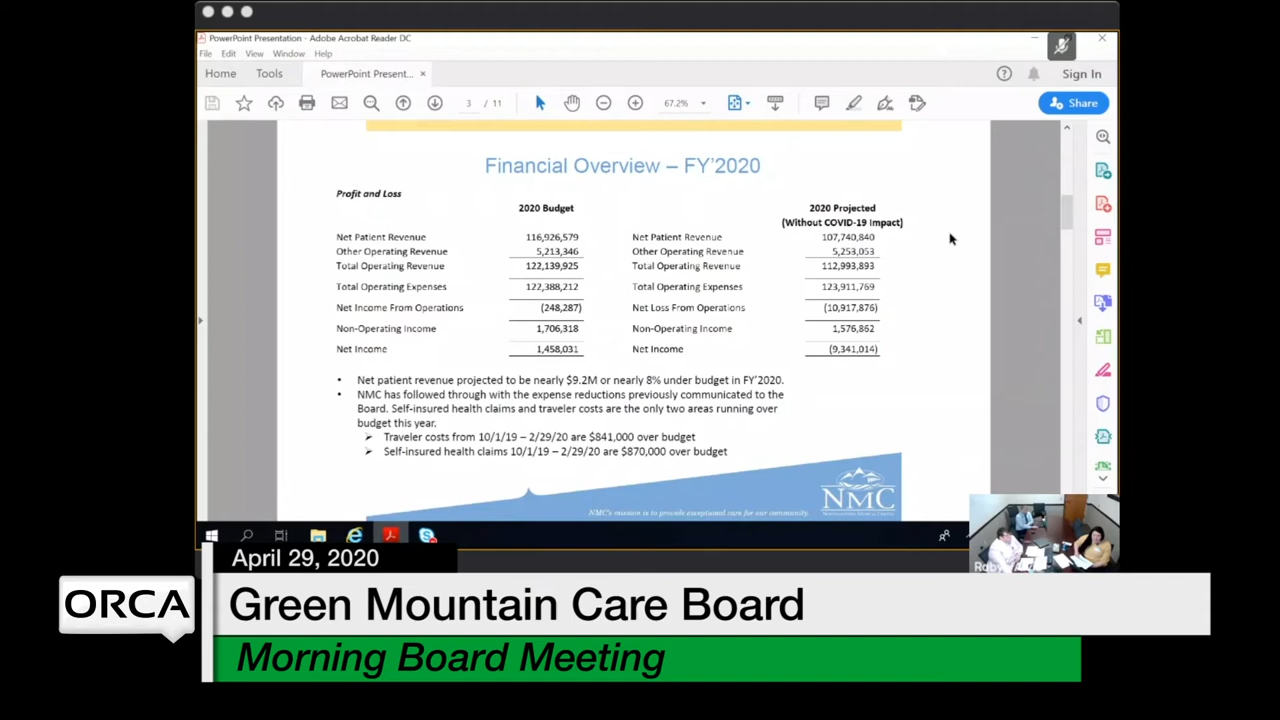 PowerPoint Presentation - Adobe Acrobat Reader DC
File Edit View Window Help
Home Tools PowerPoint Present... ×
Sign In
3 / 11
67.2%
Share
Financial Overview – FY'2020
Profit and Loss
2020 Budget
2020 Projected
(Without COVID-19 Impact)
Net Patient Revenue 116,926,579 Net Patient Revenue 107,740,840
Other Operating Revenue 5,213,346 Other Operating Revenue 5,253,053
Total Operating Revenue 122,139,925 Total Operating Revenue 112,993,893
Total Operating Expenses 122,388,212 Total Operating Expenses 123,911,769
Net Income From Operations (248,287) Net Loss From Operations (10,917,876)
Non-Operating Income 1,706,318 Non-Operating Income 1,576,862
Net Income 1,458,031 Net Income (9,341,014)
• Net patient revenue projected to be nearly $9.2M or nearly 8% under budget in FY'2020.
• NMC has followed through with the expense reductions previously communicated to the
Board. Self-insured health claims and traveler costs are the only two areas running over
budget this year.
➢ Traveler costs from 10/1/19 – 2/29/20 are $841,000 over budget
➢ Self-insured health claims 10/1/19 – 2/29/20 are $870,000 over budget
NMC
NMC's mission is to provide exceptional care for our community.
April 29, 2020
ORCA
Green Mountain Care Board
Morning Board Meeting